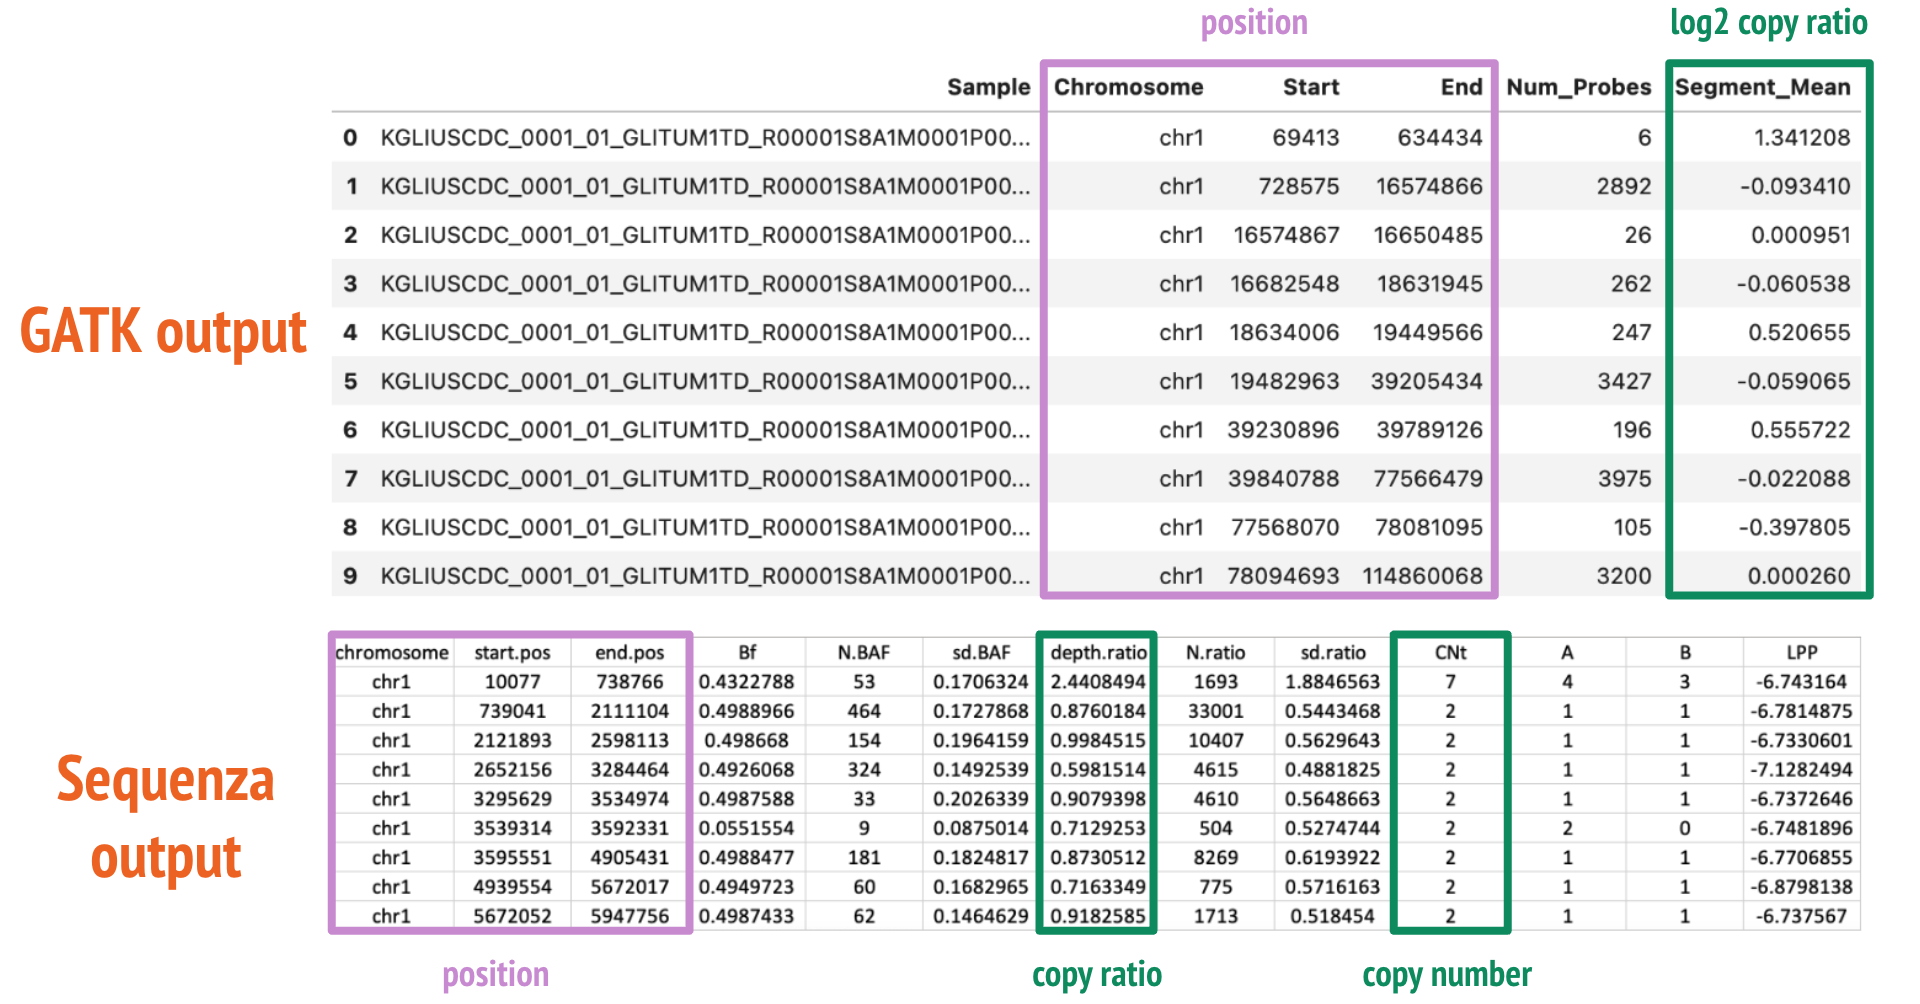 position log2 copy ratio
Sample Chromosome Start End Num_Probes Segment_Mean
0 KGLIUSCDC_0001_01_GLITUM1TD_R00001S8A1M0001P00... chr1 69413 634434 6 1.341208
1 KGLIUSCDC_0001_01_GLITUM1TD_R00001S8A1M0001P00... chr1 728575 16574866 2892 -0.093410
2 KGLIUSCDC_0001_01_GLITUM1TD_R00001S8A1M0001P00... chr1 16574867 16650485 26 0.000951
3 KGLIUSCDC_0001_01_GLITUM1TD_R00001S8A1M0001P00... chr1 16682548 18631945 262 -0.060538
4 KGLIUSCDC_0001_01_GLITUM1TD_R00001S8A1M0001P00... chr1 18634006 19449566 247 0.520655
5 KGLIUSCDC_0001_01_GLITUM1TD_R00001S8A1M0001P00... chr1 19482963 39205434 3427 -0.059065
6 KGLIUSCDC_0001_01_GLITUM1TD_R00001S8A1M0001P00... chr1 39230896 39789126 196 0.555722
7 KGLIUSCDC_0001_01_GLITUM1TD_R00001S8A1M0001P00... chr1 39840788 77566479 3975 -0.022088
8 KGLIUSCDC_0001_01_GLITUM1TD_R00001S8A1M0001P00... chr1 77568070 78081095 105 -0.397805
9 KGLIUSCDC_0001_01_GLITUM1TD_R00001S8A1M0001P00... chr1 78094693 114860068 3200 0.000260
GATK output
chromosome start.pos end.pos Bf N.BAF sd.BAF depth.ratio N.ratio sd.ratio CNt A B LPP
chr1 10077 738766 0.4322788 53 0.1706324 2.4408494 1693 1.8846563 7 4 3 -6.743164
chr1 739041 2111104 0.4988966 464 0.1727868 0.8760184 33001 0.5443468 2 1 1 -6.7814875
chr1 2121893 2598113 0.498668 154 0.1964159 0.9984515 10407 0.5629643 2 1 1 -6.7330601
chr1 2652156 3284464 0.4926068 324 0.1492539 0.5981514 4615 0.4881825 2 1 1 -7.1282494
chr1 3295629 3534974 0.4987588 33 0.2026339 0.9079398 4610 0.5648663 2 1 1 -6.7372646
chr1 3539314 3592331 0.0551554 9 0.0875014 0.7129253 504 0.5274744 2 2 0 -6.7481896
chr1 3595551 4905431 0.4988477 181 0.1824817 0.8730512 8269 0.6193922 2 1 1 -6.7706855
chr1 4939554 5672017 0.4949723 60 0.1682965 0.7163349 775 0.5716163 2 1 1 -6.8798138
chr1 5672052 5947756 0.4987433 62 0.1464629 0.9182585 1713 0.518454 2 1 1 -6.737567
Sequenza
output
position copy ratio copy number